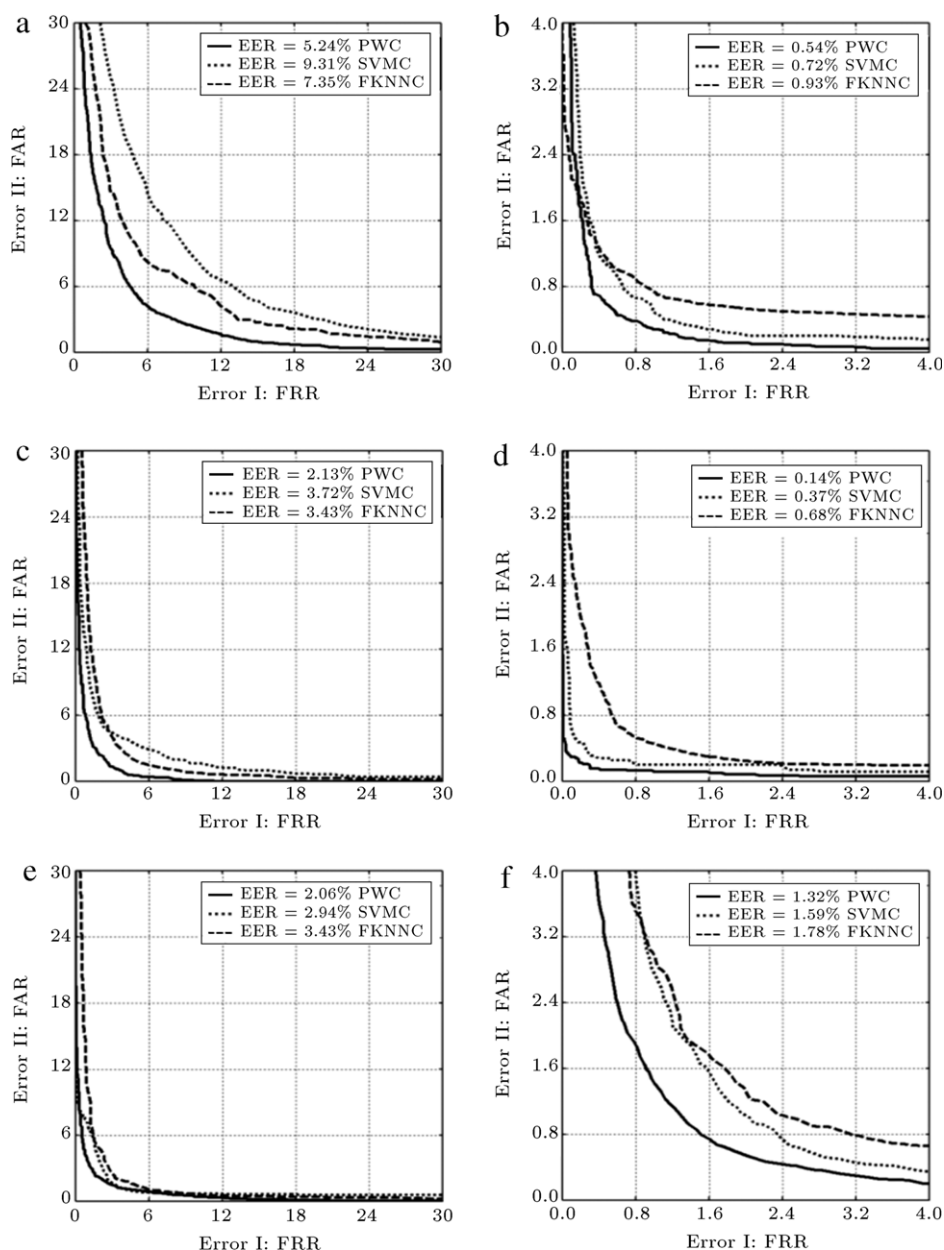 a
EER = 5.24% PWC
EER = 9.31% SVMC
EER = 7.35% FKNNC
30
24
18
12
6
0
Error II: FAR
0 6 12 18 24 30
Error I: FRR
b
EER = 0.54% PWC
EER = 0.72% SVMC
EER = 0.93% FKNNC
4.0
3.2
2.4
1.6
0.8
0.0
Error II: FAR
0.0 0.8 1.6 2.4 3.2 4.0
Error I: FRR
c
EER = 2.13% PWC
EER = 3.72% SVMC
EER = 3.43% FKNNC
30
24
18
12
6
0
Error II: FAR
0 6 12 18 24 30
Error I: FRR
d
EER = 0.14% PWC
EER = 0.37% SVMC
EER = 0.68% FKNNC
4.0
3.2
2.4
1.6
0.8
0.0
Error II: FAR
0.0 0.8 1.6 2.4 3.2 4.0
Error I: FRR
e
EER = 2.06% PWC
EER = 2.94% SVMC
EER = 3.43% FKNNC
30
24
18
12
6
0
Error II: FAR
0 6 12 18 24 30
Error I: FRR
f
EER = 1.32% PWC
EER = 1.59% SVMC
EER = 1.78% FKNNC
4.0
3.2
2.4
1.6
0.8
0.0
Error II: FAR
0.0 0.8 1.6 2.4 3.2 4.0
Error I: FRR